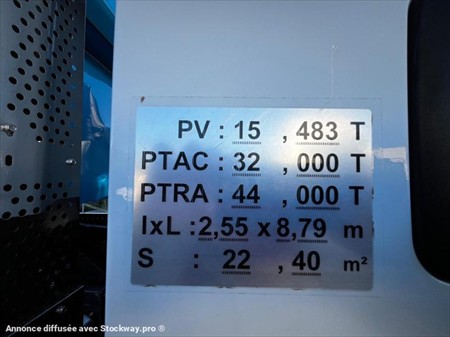 PV : 15 , 483 T
PTAC : 32 , 000 T
PTRA : 44 , 000 T
lxL : 2,55 x 8,79 m
S : 22 , 40 m²
Annonce diffusée avec Stockway.pro ®